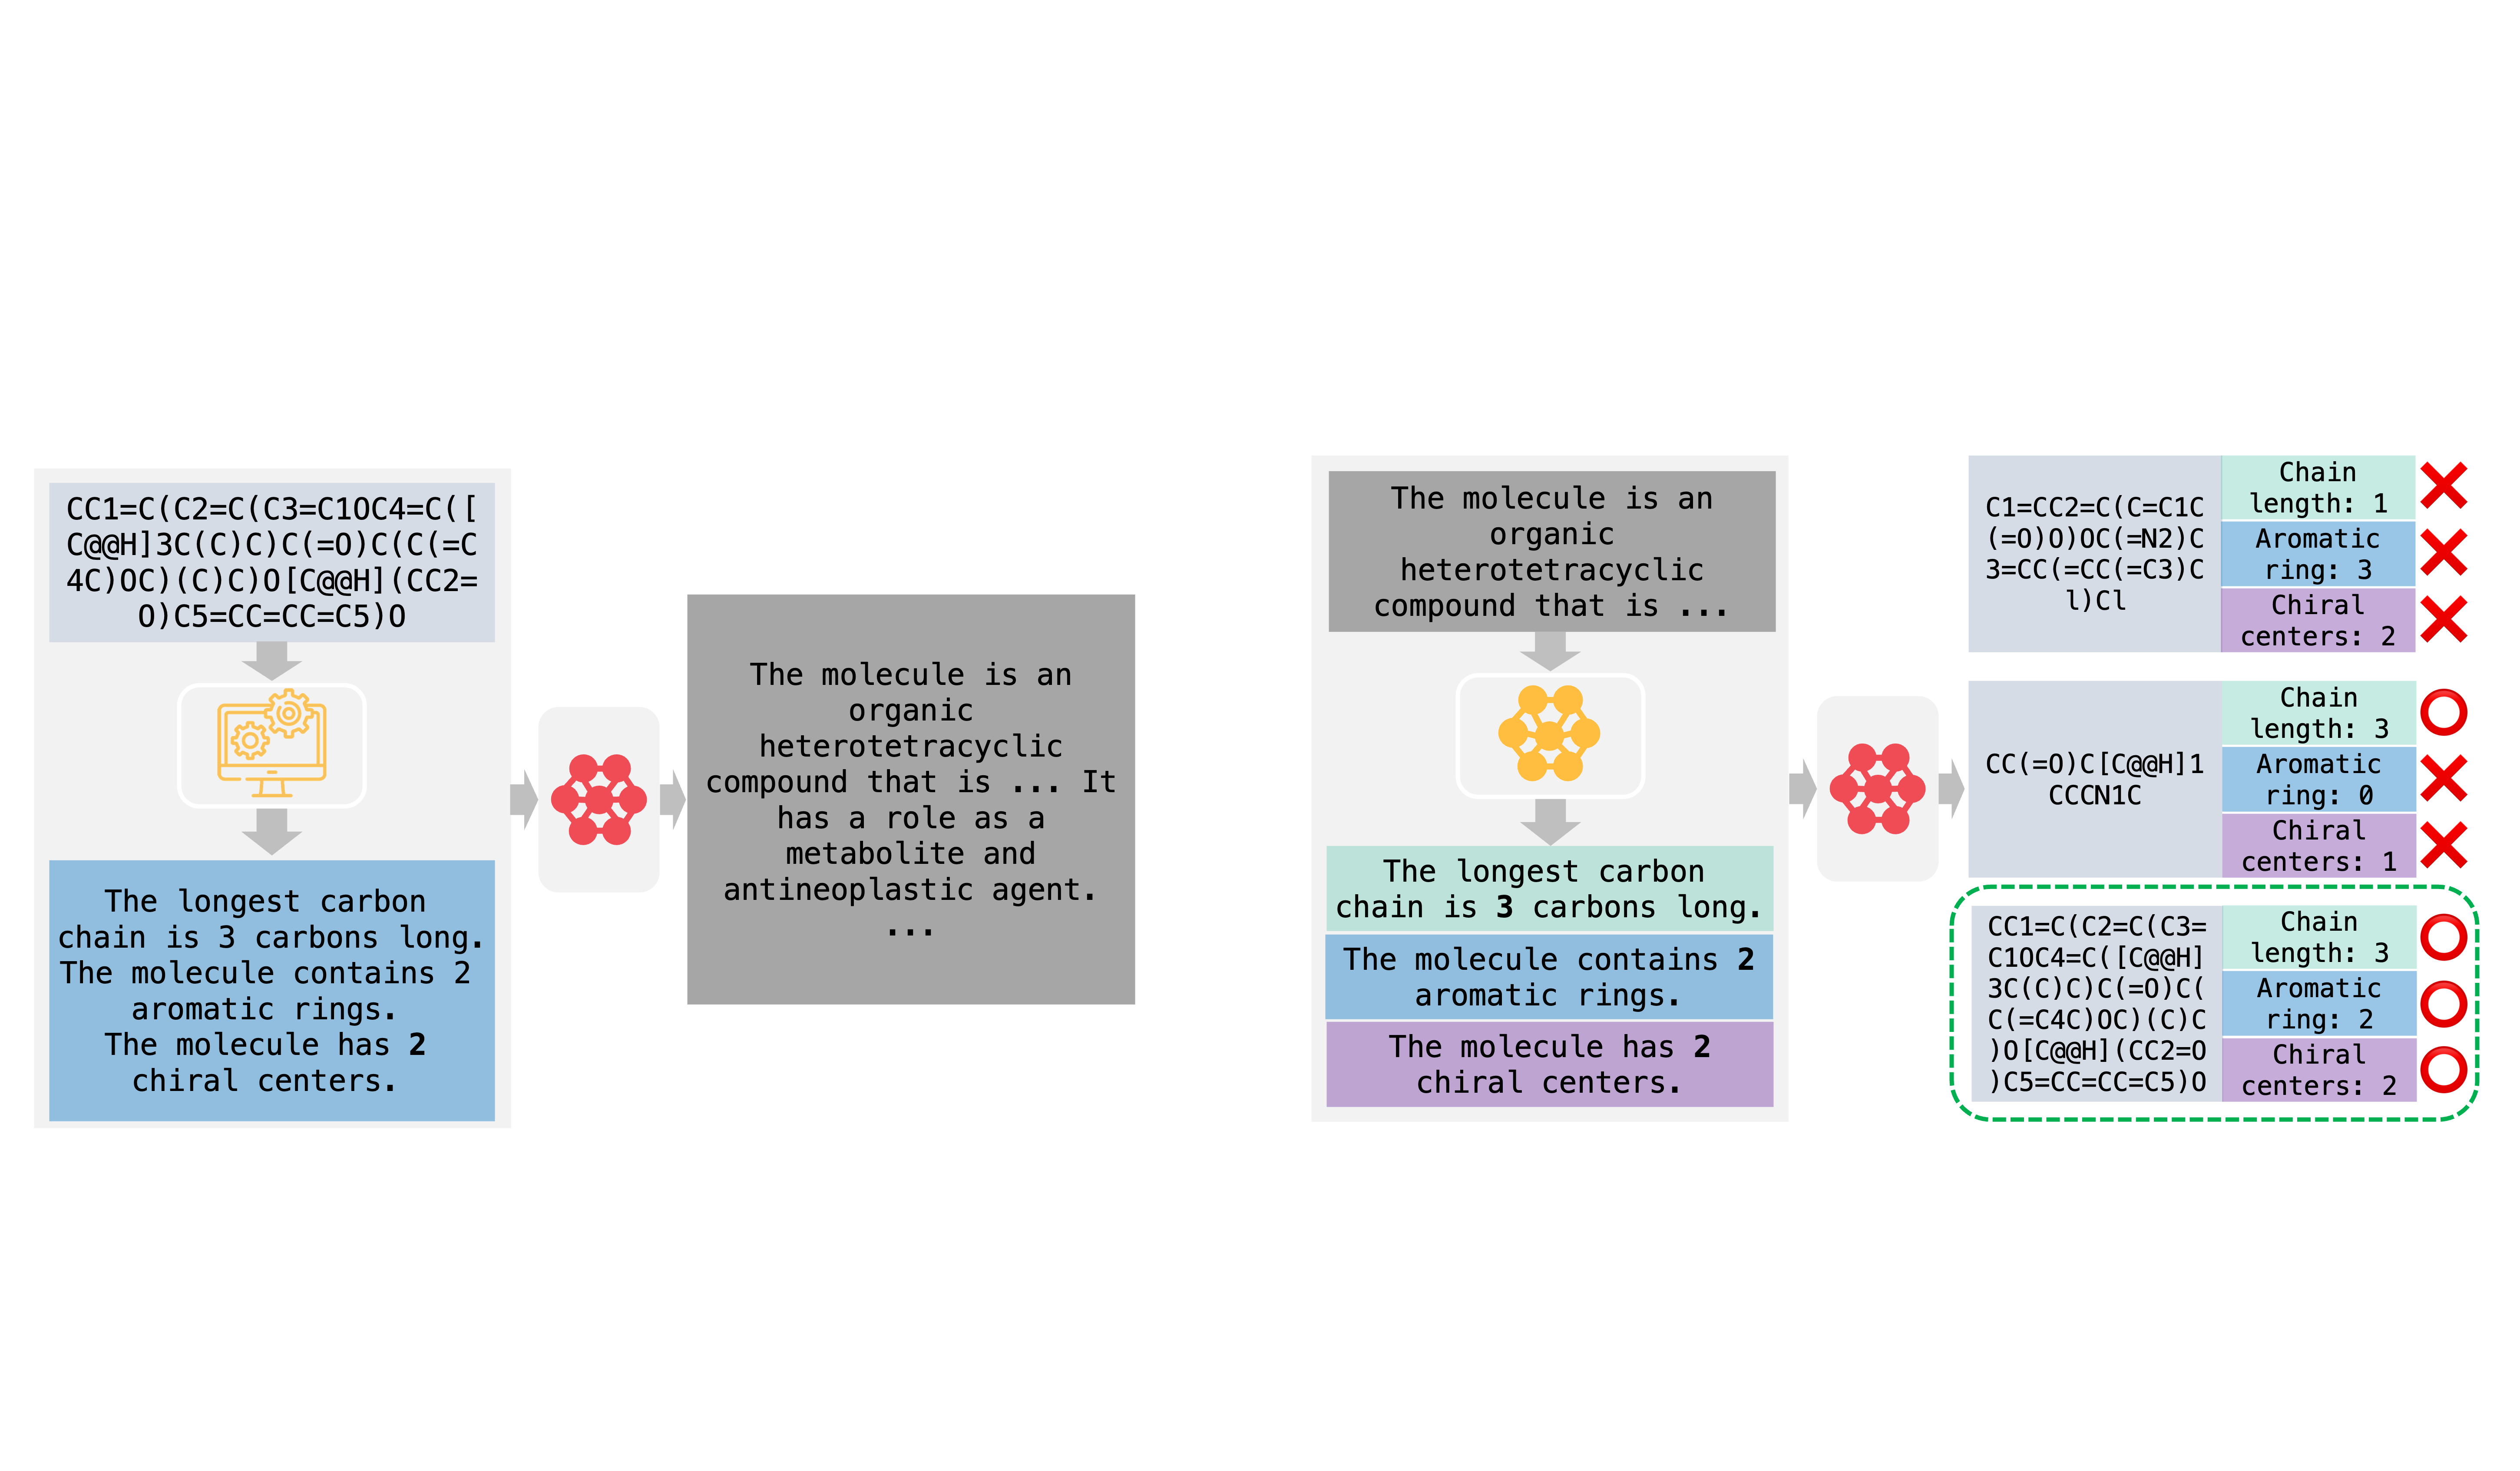 CC1=C(C2=C(C3=C1OC4=C([
C@@H]3C(C)C)C(=O)C(C(=C
4C)OC)(C)C)O[C@@H](CC2=
O)C5=CC=CC=C5)O
The longest carbon
chain is 3 carbons long.
The molecule contains 2
aromatic rings.
The molecule has 2
chiral centers.
The molecule is an
organic
heterotetracyclic
compound that is ... It
has a role as a
metabolite and
antineoplastic agent.
...
The molecule is an
organic
heterotetracyclic
compound that is ...
The longest carbon
chain is 3 carbons long.
The molecule contains 2
aromatic rings.
The molecule has 2
chiral centers.
C1=CC2=C(C=C1C
(=O)O)OC(=N2)C
3=CC(=CC(=C3)C
l)Cl
Chain
length: 1
Aromatic
ring: 3
Chiral
centers: 2
CC(=O)C[C@@H]1
CCCN1C
Chain
length: 3
Aromatic
ring: 0
Chiral
centers: 1
CC1=C(C2=C(C3=
C1OC4=C([C@@H]
3C(C)C)C(=O)C(
C(=C4C)OC)(C)C
)O[C@@H](CC2=O
)C5=CC=CC=C5)O
Chain
length: 3
Aromatic
ring: 2
Chiral
centers: 2